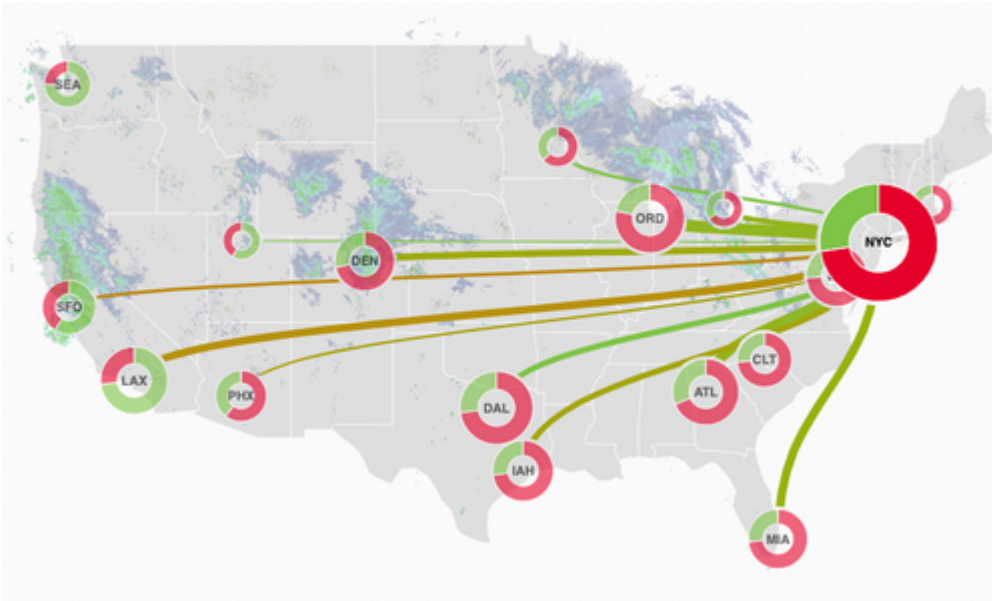 SEA
ORD
NYC
DEN
SFO
LAX
PHX
DAL
ATL
CLT
IAH
MIA